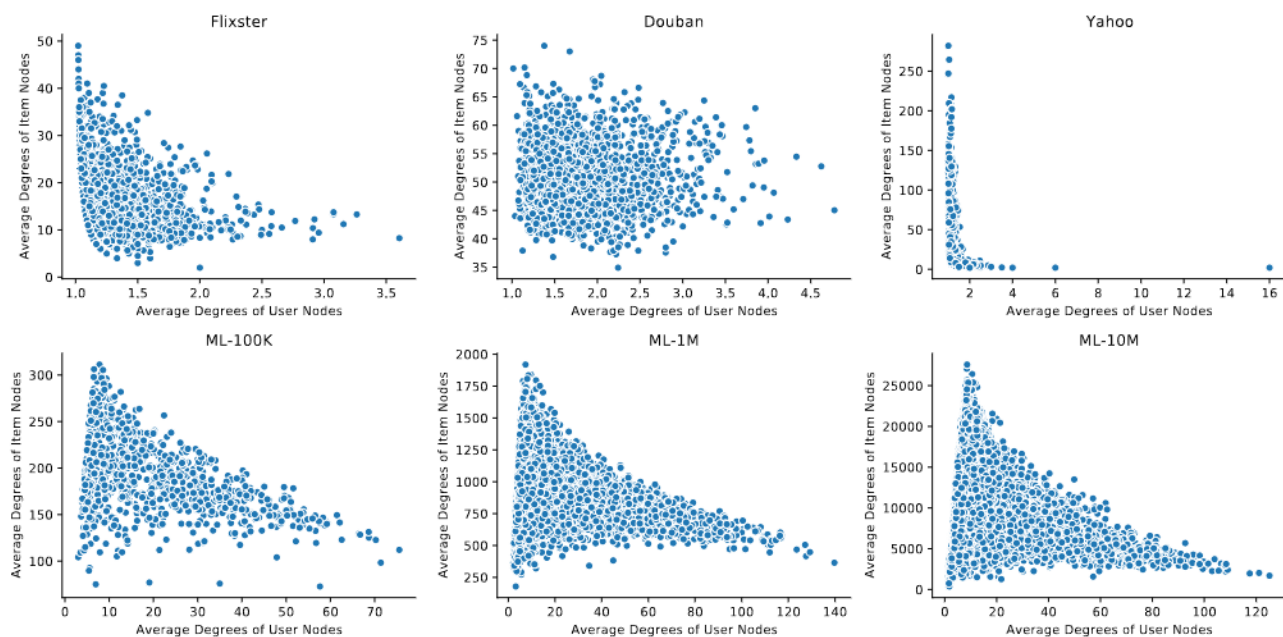 Flixster
Douban
Yahoo
Average Degrees of Item Nodes
50
40
30
20
10
0
1.0 1.5 2.0 2.5 3.0 3.5
Average Degrees of User Nodes
Average Degrees of Item Nodes
75
70
65
60
55
50
45
40
35
1.0 1.5 2.0 2.5 3.0 3.5 4.0 4.5
Average Degrees of User Nodes
Average Degrees of Item Nodes
250
200
150
100
50
0
2 4 6 8 10 12 14 16
Average Degrees of User Nodes
ML-100K
ML-1M
ML-10M
Average Degrees of Item Nodes
300
250
200
150
100
0 10 20 30 40 50 60 70
Average Degrees of User Nodes
Average Degrees of Item Nodes
2000
1750
1500
1250
1000
750
500
250
0 20 40 60 80 100 120 140
Average Degrees of User Nodes
Average Degrees of Item Nodes
25000
20000
15000
10000
5000
0
0 20 40 60 80 100 120
Average Degrees of User Nodes